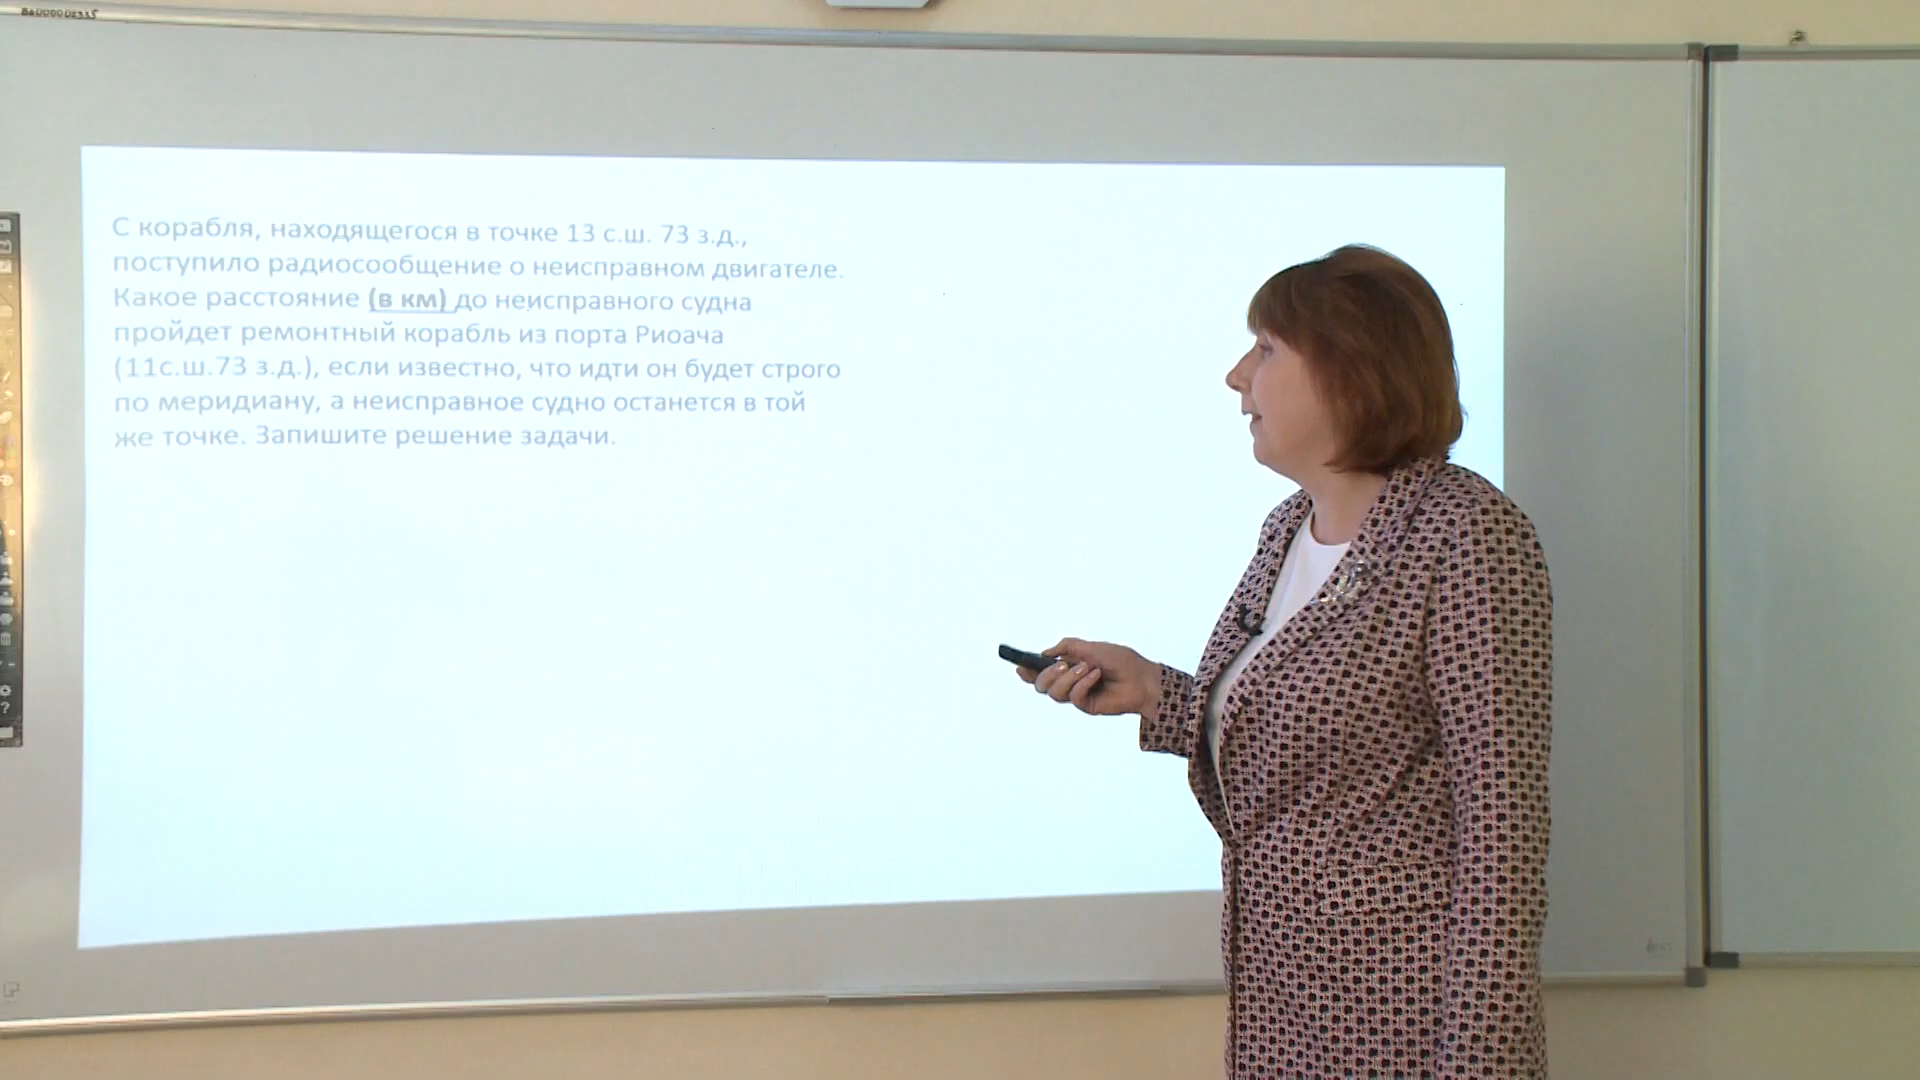 С корабля, находящегося в точке 13 с.ш. 73 з.д.,
поступило радиосообщение о неисправном двигателе.
Какое расстояние (в км) до неисправного судна
пройдет ремонтный корабль из порта Риоача
(11с.ш.73 з.д.), если известно, что идти он будет строго
по меридиану, а неисправное судно останется в той
же точке. Запишите решение задачи.